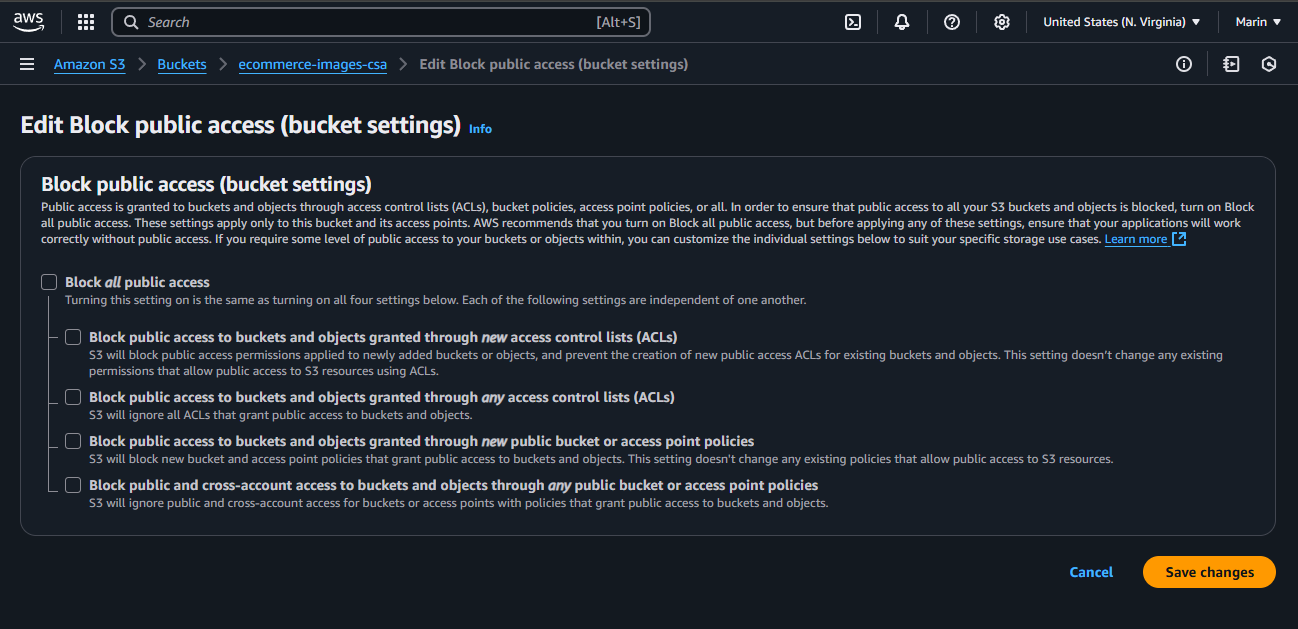 aws
Search
[Alt+S]
United States (N. Virginia)
Marin
Amazon S3
Buckets
ecommerce-images-csa
Edit Block public access (bucket settings)
Edit Block public access (bucket settings) Info
Block public access (bucket settings)
Public access is granted to buckets and objects through access control lists (ACLs), bucket policies, access point policies, or all. In order to ensure that public access to all your S3 buckets and objects is blocked, turn on Block
all public access. These settings apply only to this bucket and its access points. AWS recommends that you turn on Block all public access, but before applying any of these settings, ensure that your applications will work
correctly without public access. If you require some level of public access to your buckets or objects within, you can customize the individual settings below to suit your specific storage use cases. Learn more
Block all public access
Turning this setting on is the same as turning on all four settings below. Each of the following settings are independent of one another.
Block public access to buckets and objects granted through new access control lists (ACLs)
S3 will block public access permissions applied to newly added buckets or objects, and prevent the creation of new public access ACLs for existing buckets and objects. This setting doesn't change any existing
permissions that allow public access to S3 resources using ACLs.
Block public access to buckets and objects granted through any access control lists (ACLs)
S3 will ignore all ACLs that grant public access to buckets and objects.
Block public access to buckets and objects granted through new public bucket or access point policies
S3 will block new bucket and access point policies that grant public access to buckets and objects. This setting doesn't change any existing policies that allow public access to S3 resources.
Block public and cross-account access to buckets and objects through any public bucket or access point policies
S3 will ignore public and cross-account access for buckets or access points with policies that grant public access to buckets and objects.
Cancel
Save changes